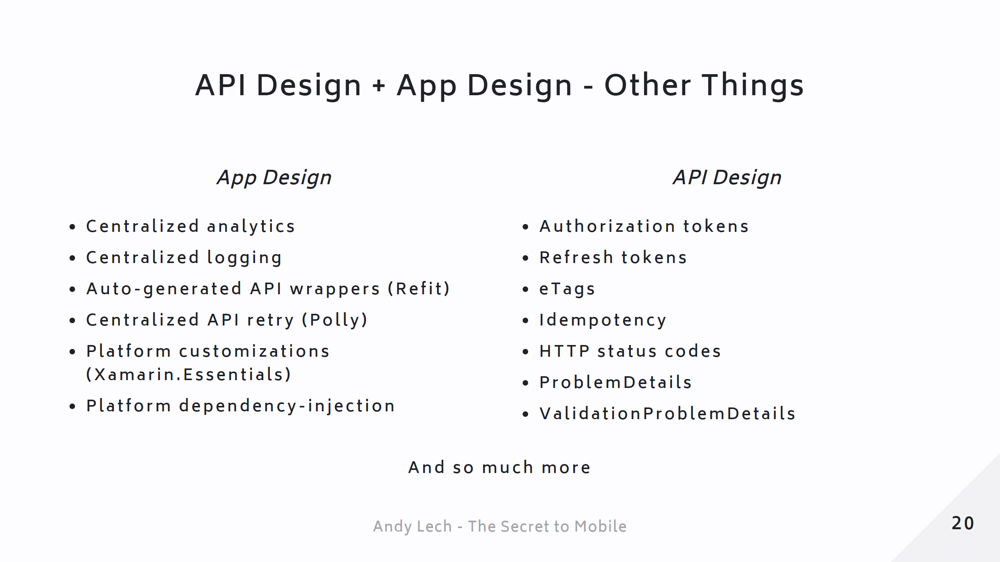 API Design + App Design - Other Things
App Design
• Centralized analytics
• Centralized logging
• Auto-generated API wrappers (Refit)
• Centralized API retry (Polly)
• Platform customizations
(Xamarin.Essentials)
• Platform dependency-injection
API Design
• Authorization tokens
• Refresh tokens
• eTags
• Idempotency
• HTTP status codes
• ProblemDetails
• ValidationProblemDetails
And so much more
Andy Lech - The Secret to Mobile
20